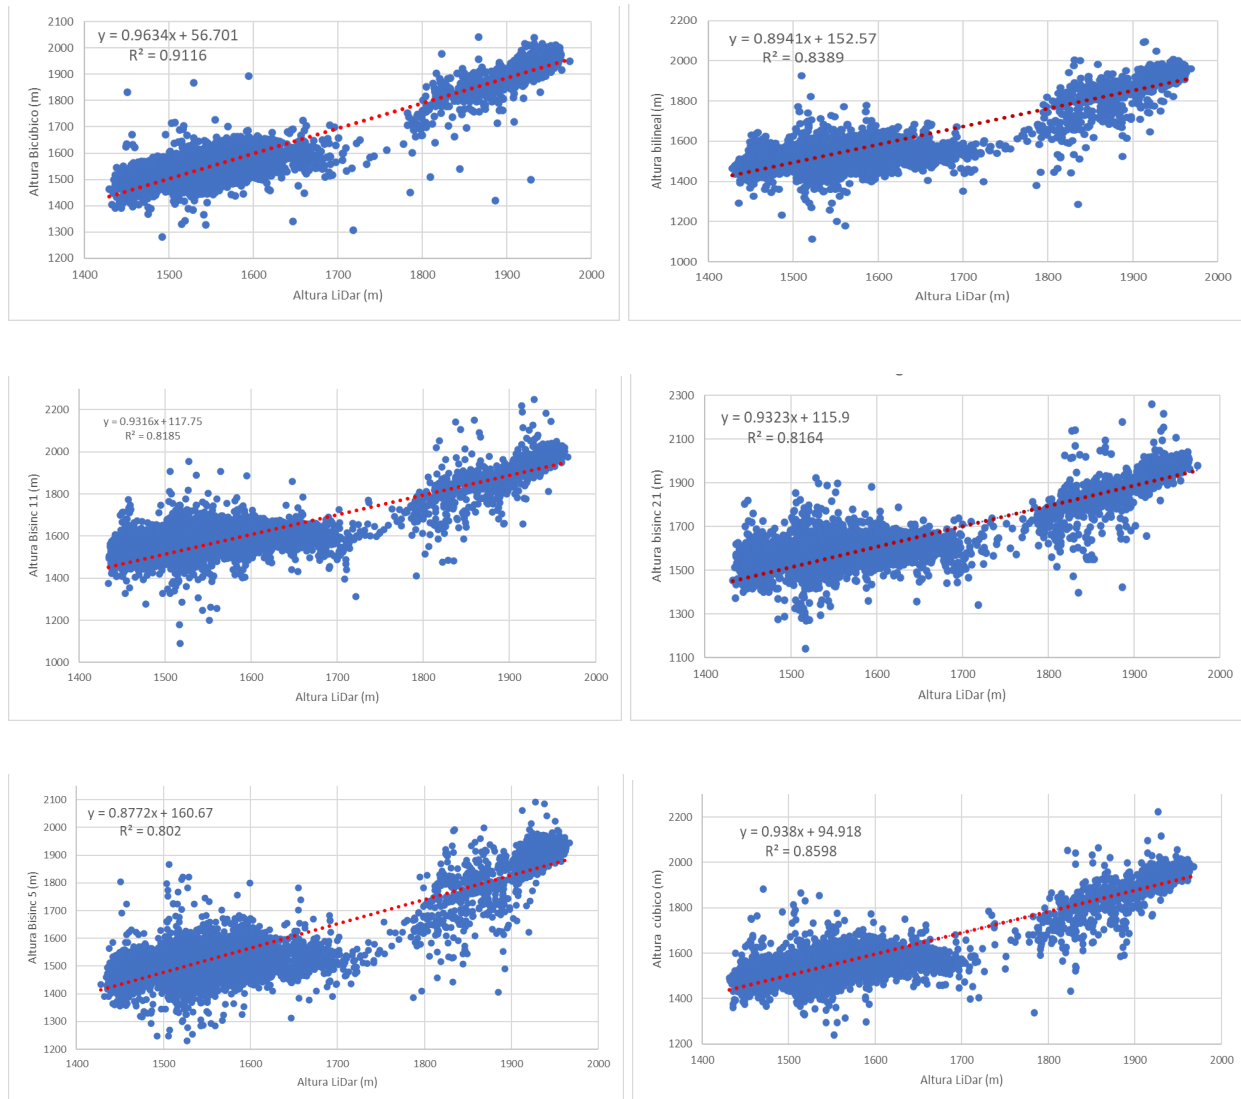 y = 0.9634x + 56.701
R² = 0.9116
2100
2000
1900
1800
1700
1600
1500
1400
1300
1200
1400 1500 1600 1700 1800 1900 2000
Altura Bicúbico (m)
Altura LiDar (m)
y = 0.8941x + 152.57
R² = 0.8389
2200
2000
1800
1600
1400
1200
1000
1400 1500 1600 1700 1800 1900 2000
Altura bilineal (m)
Altura LiDar (m)
y = 0.9316x + 117.75
R² = 0.8185
2200
2000
1800
1600
1400
1200
1000
1400 1500 1600 1700 1800 1900 2000
Altura Bisinc 11 (m)
Altura LiDar (m)
y = 0.9323x + 115.9
R² = 0.8164
2300
2100
1900
1700
1500
1300
1100
1400 1500 1600 1700 1800 1900 2000
Altura bisinc 21 (m)
Altura LiDar (m)
y = 0.8772x + 160.67
R² = 0.802
2100
2000
1900
1800
1700
1600
1500
1400
1300
1200
1400 1500 1600 1700 1800 1900 2000
Altura Bisinc 5 (m)
Altura LiDar (m)
y = 0.938x + 94.918
R² = 0.8598
2200
2000
1800
1600
1400
1200
1400 1500 1600 1700 1800 1900 2000
Altura cúbico (m)
Altura LiDar (m)